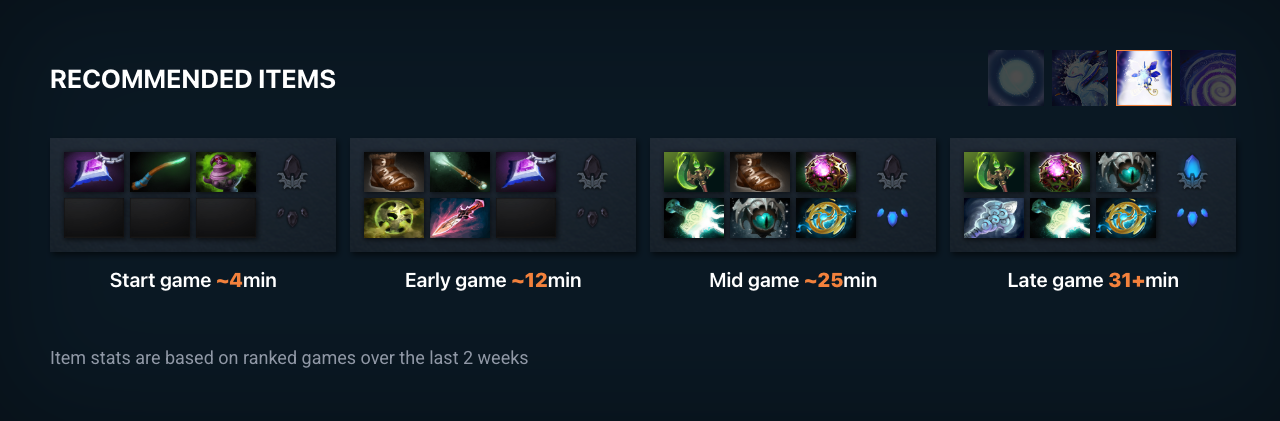 RECOMMENDED ITEMS
Start game ~4min
Early game ~12min
Mid game ~25min
Late game 31+min
Item stats are based on ranked games over the last 2 weeks